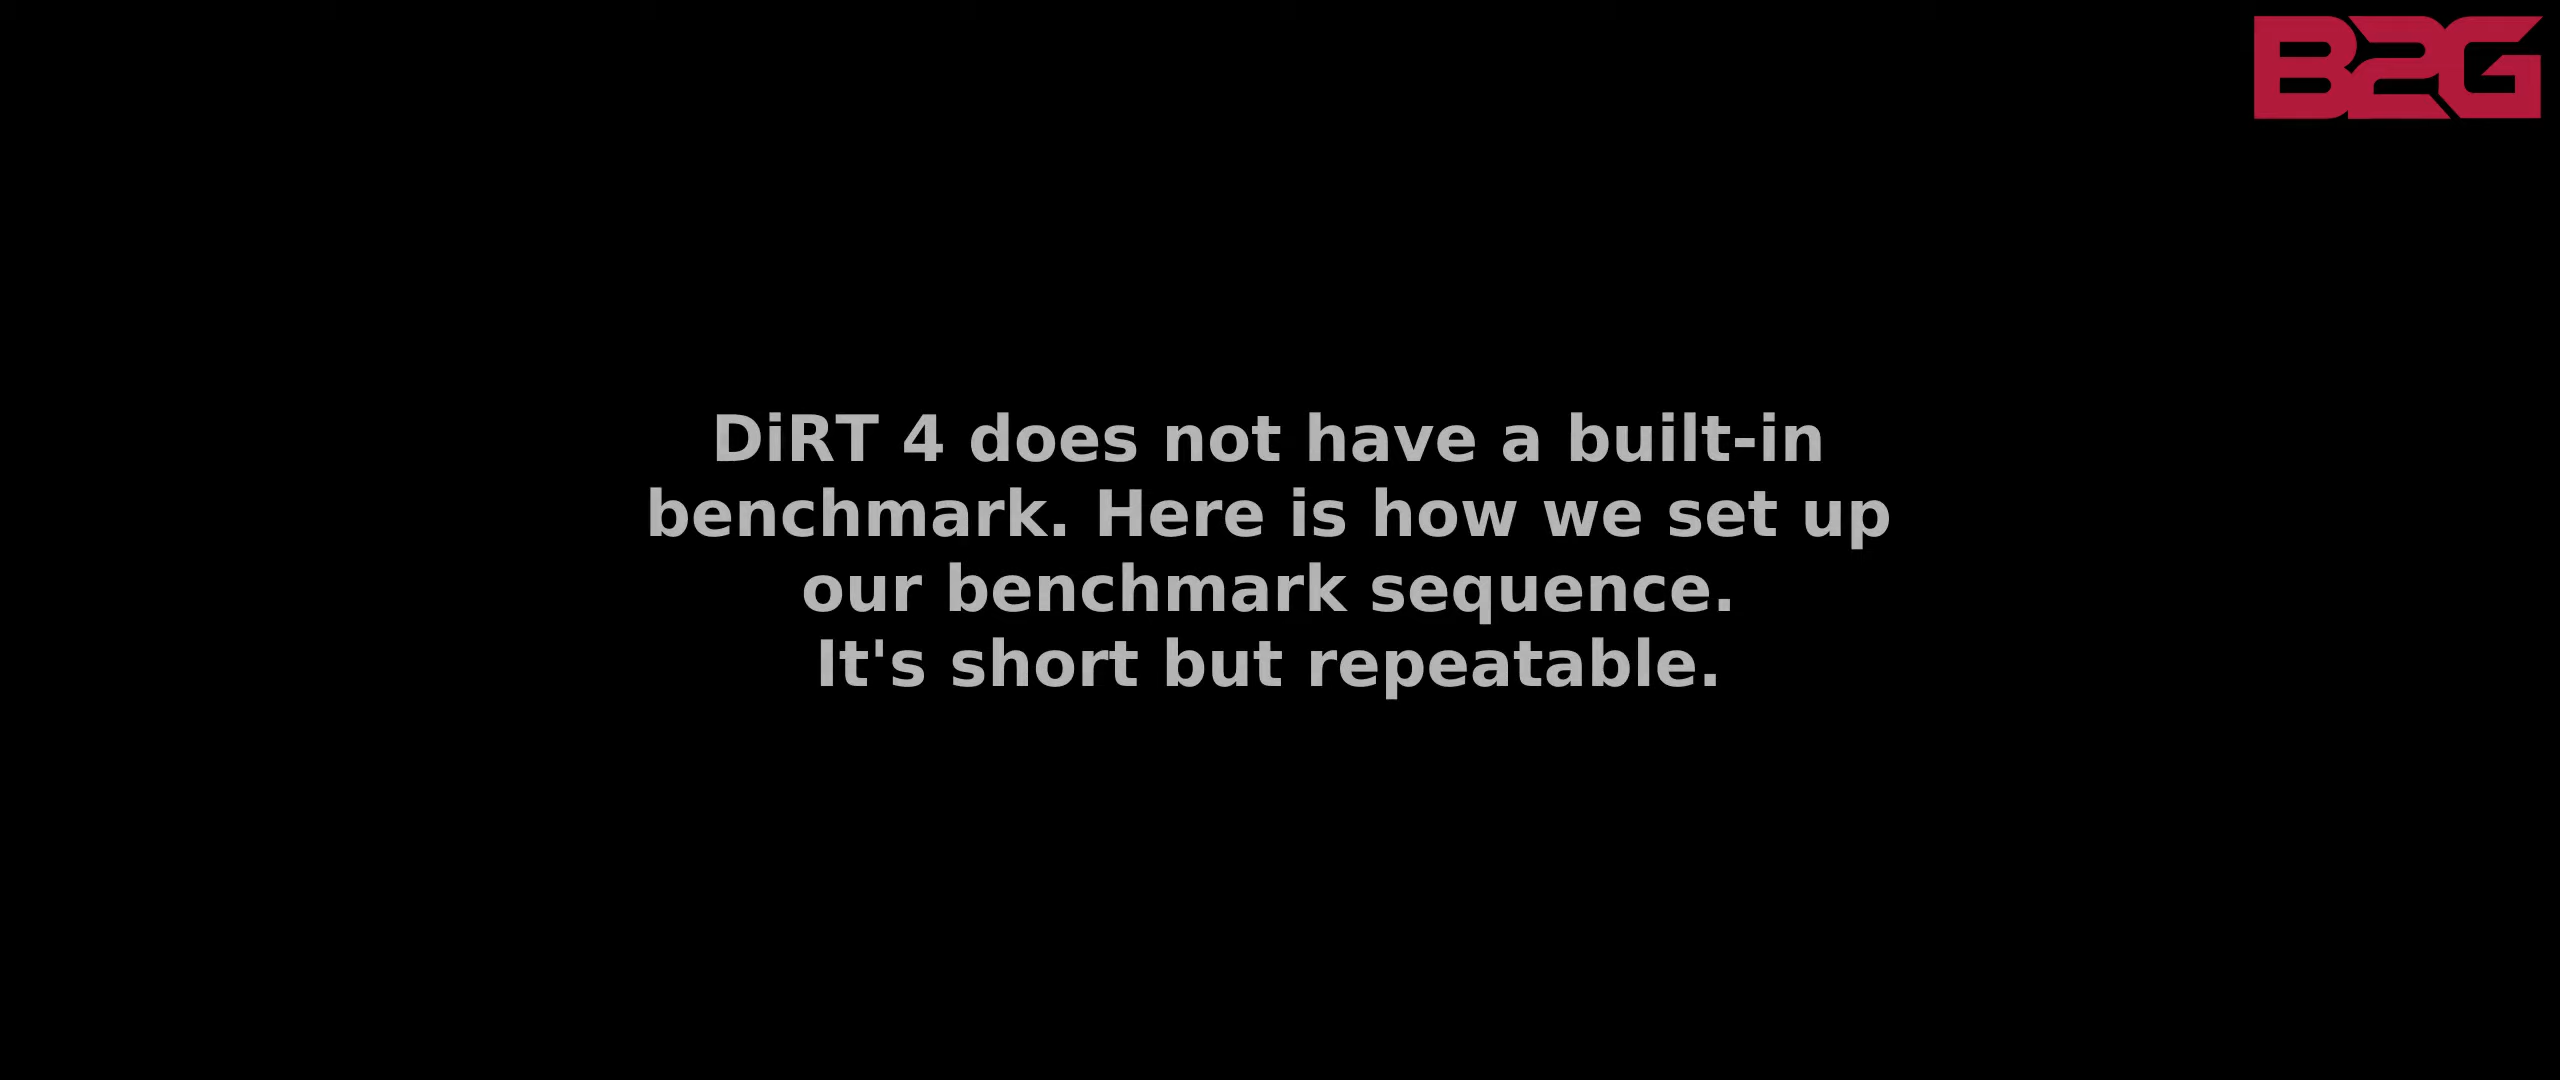 B2G
DiRT 4 does not have a built-in
benchmark. Here is how we set up
our benchmark sequence.
It's short but repeatable.